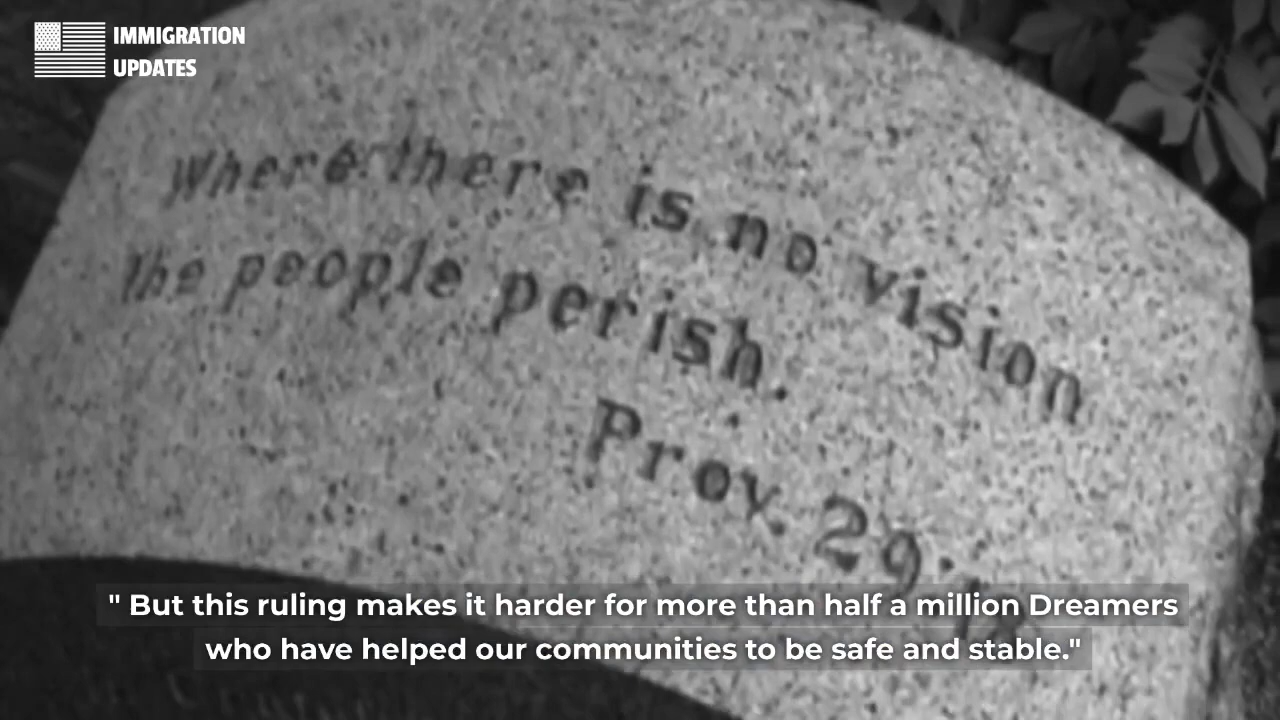 IMMIGRATION
UPDATES
Where there is no vision
the people perish.
Prov. 29:18
" But this ruling makes it harder for more than half a million Dreamers
who have helped our communities to be safe and stable."